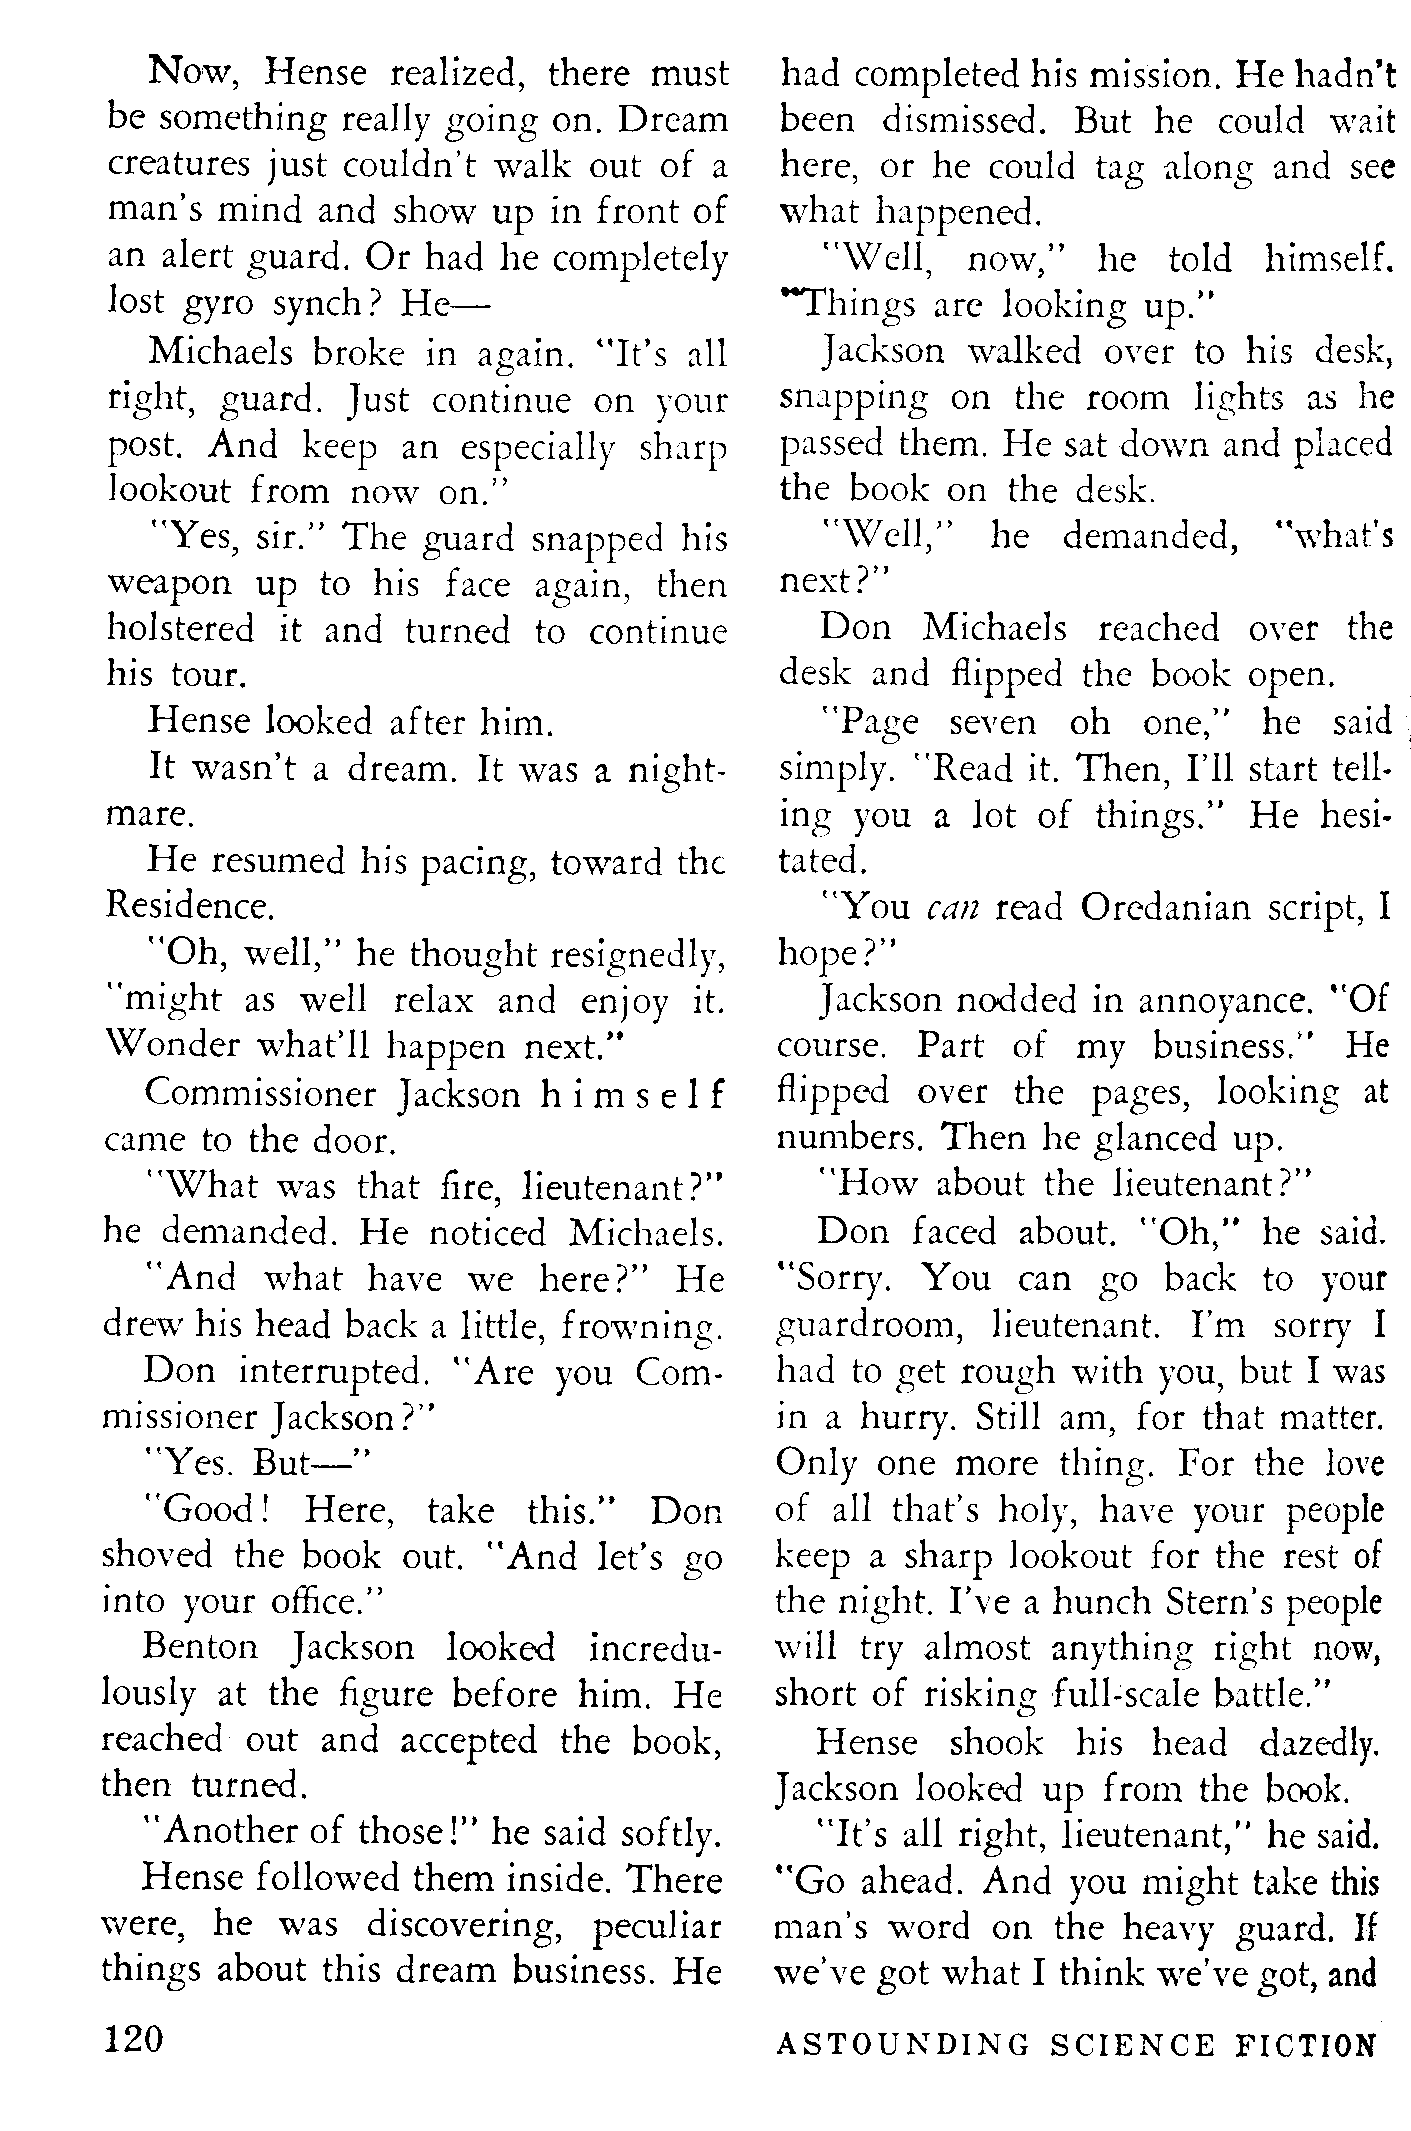 Now, Hense realized, there must
be something really going on. Dream
creatures just couldn't walk out of a
man's mind and show up in front of
an alert guard. Or had he completely
lost gyro synch? He—
Michaels broke in again. "It's all
right, guard. Just continue on your
post. And keep an especially sharp
lookout from now on."
"Yes, sir." The guard snapped his
weapon up to his face again, then
holstered it and turned to continue
his tour.
Hense looked after him.
It wasn't a dream. It was a night-
mare.
He resumed his pacing, toward the
Residence.
"Oh, well," he thought resignedly,
"might as well relax and enjoy it.
Wonder what'll happen next."
Commissioner Jackson himself
came to the door.
"What was that fire, lieutenant?"
he demanded. He noticed Michaels.
"And what have we here?" He
drew his head back a little, frowning.
Don interrupted. "Are you Com-
missioner Jackson?"
"Yes. But—"
"Good! Here, take this." Don
shoved the book out. "And let's go
into your office."
Benton Jackson looked incredu-
lously at the figure before him. He
reached out and accepted the book,
then turned.
"Another of those!" he said softly.
Hense followed them inside. There
were, he was discovering, peculiar
things about this dream business. He
had completed his mission. He hadn't
been dismissed. But he could wait
here, or he could tag along and see
what happened.
"Well, now," he told himself.
"Things are looking up."
Jackson walked over to his desk,
snapping on the room lights as he
passed them. He sat down and placed
the book on the desk.
"Well," he demanded, "what's
next?"
Don Michaels reached over the
desk and flipped the book open.
"Page seven oh one," he said
simply. "Read it. Then, I'll start tell-
ing you a lot of things." He hesi-
tated.
"You can read Oredanian script, I
hope?"
Jackson nodded in annoyance. "Of
course. Part of my business." He
flipped over the pages, looking at
numbers. Then he glanced up.
"How about the lieutenant?"
Don faced about. "Oh," he said.
"Sorry. You can go back to your
guardroom, lieutenant. I'm sorry I
had to get rough with you, but I was
in a hurry. Still am, for that matter.
Only one more thing. For the love
of all that's holy, have your people
keep a sharp lookout for the rest of
the night. I've a hunch Stern's people
will try almost anything right now,
short of risking full-scale battle."
Hense shook his head dazedly.
Jackson looked up from the book.
"It's all right, lieutenant," he said.
"Go ahead. And you might take this
man's word on the heavy guard. If
we've got what I think we've got, and
120
ASTOUNDING SCIENCE FICTION